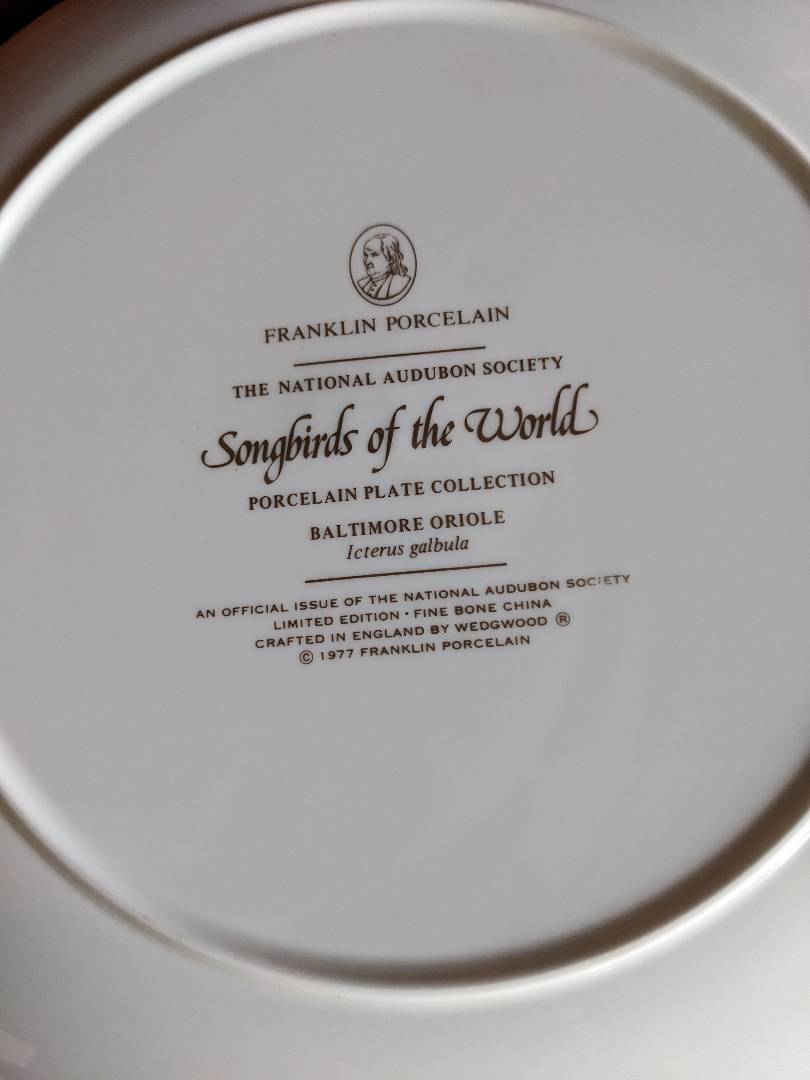 FRANKLIN PORCELAIN
THE NATIONAL AUDUBON SOCIETY
Songbirds of the World
PORCELAIN PLATE COLLECTION
BALTIMORE ORIOLE
Icterus galbula
AN OFFICIAL ISSUE OF THE NATIONAL AUDUBON SOCIETY
LIMITED EDITION · FINE BONE CHINA
CRAFTED IN ENGLAND BY WEDGWOOD ®
© 1977 FRANKLIN PORCELAIN